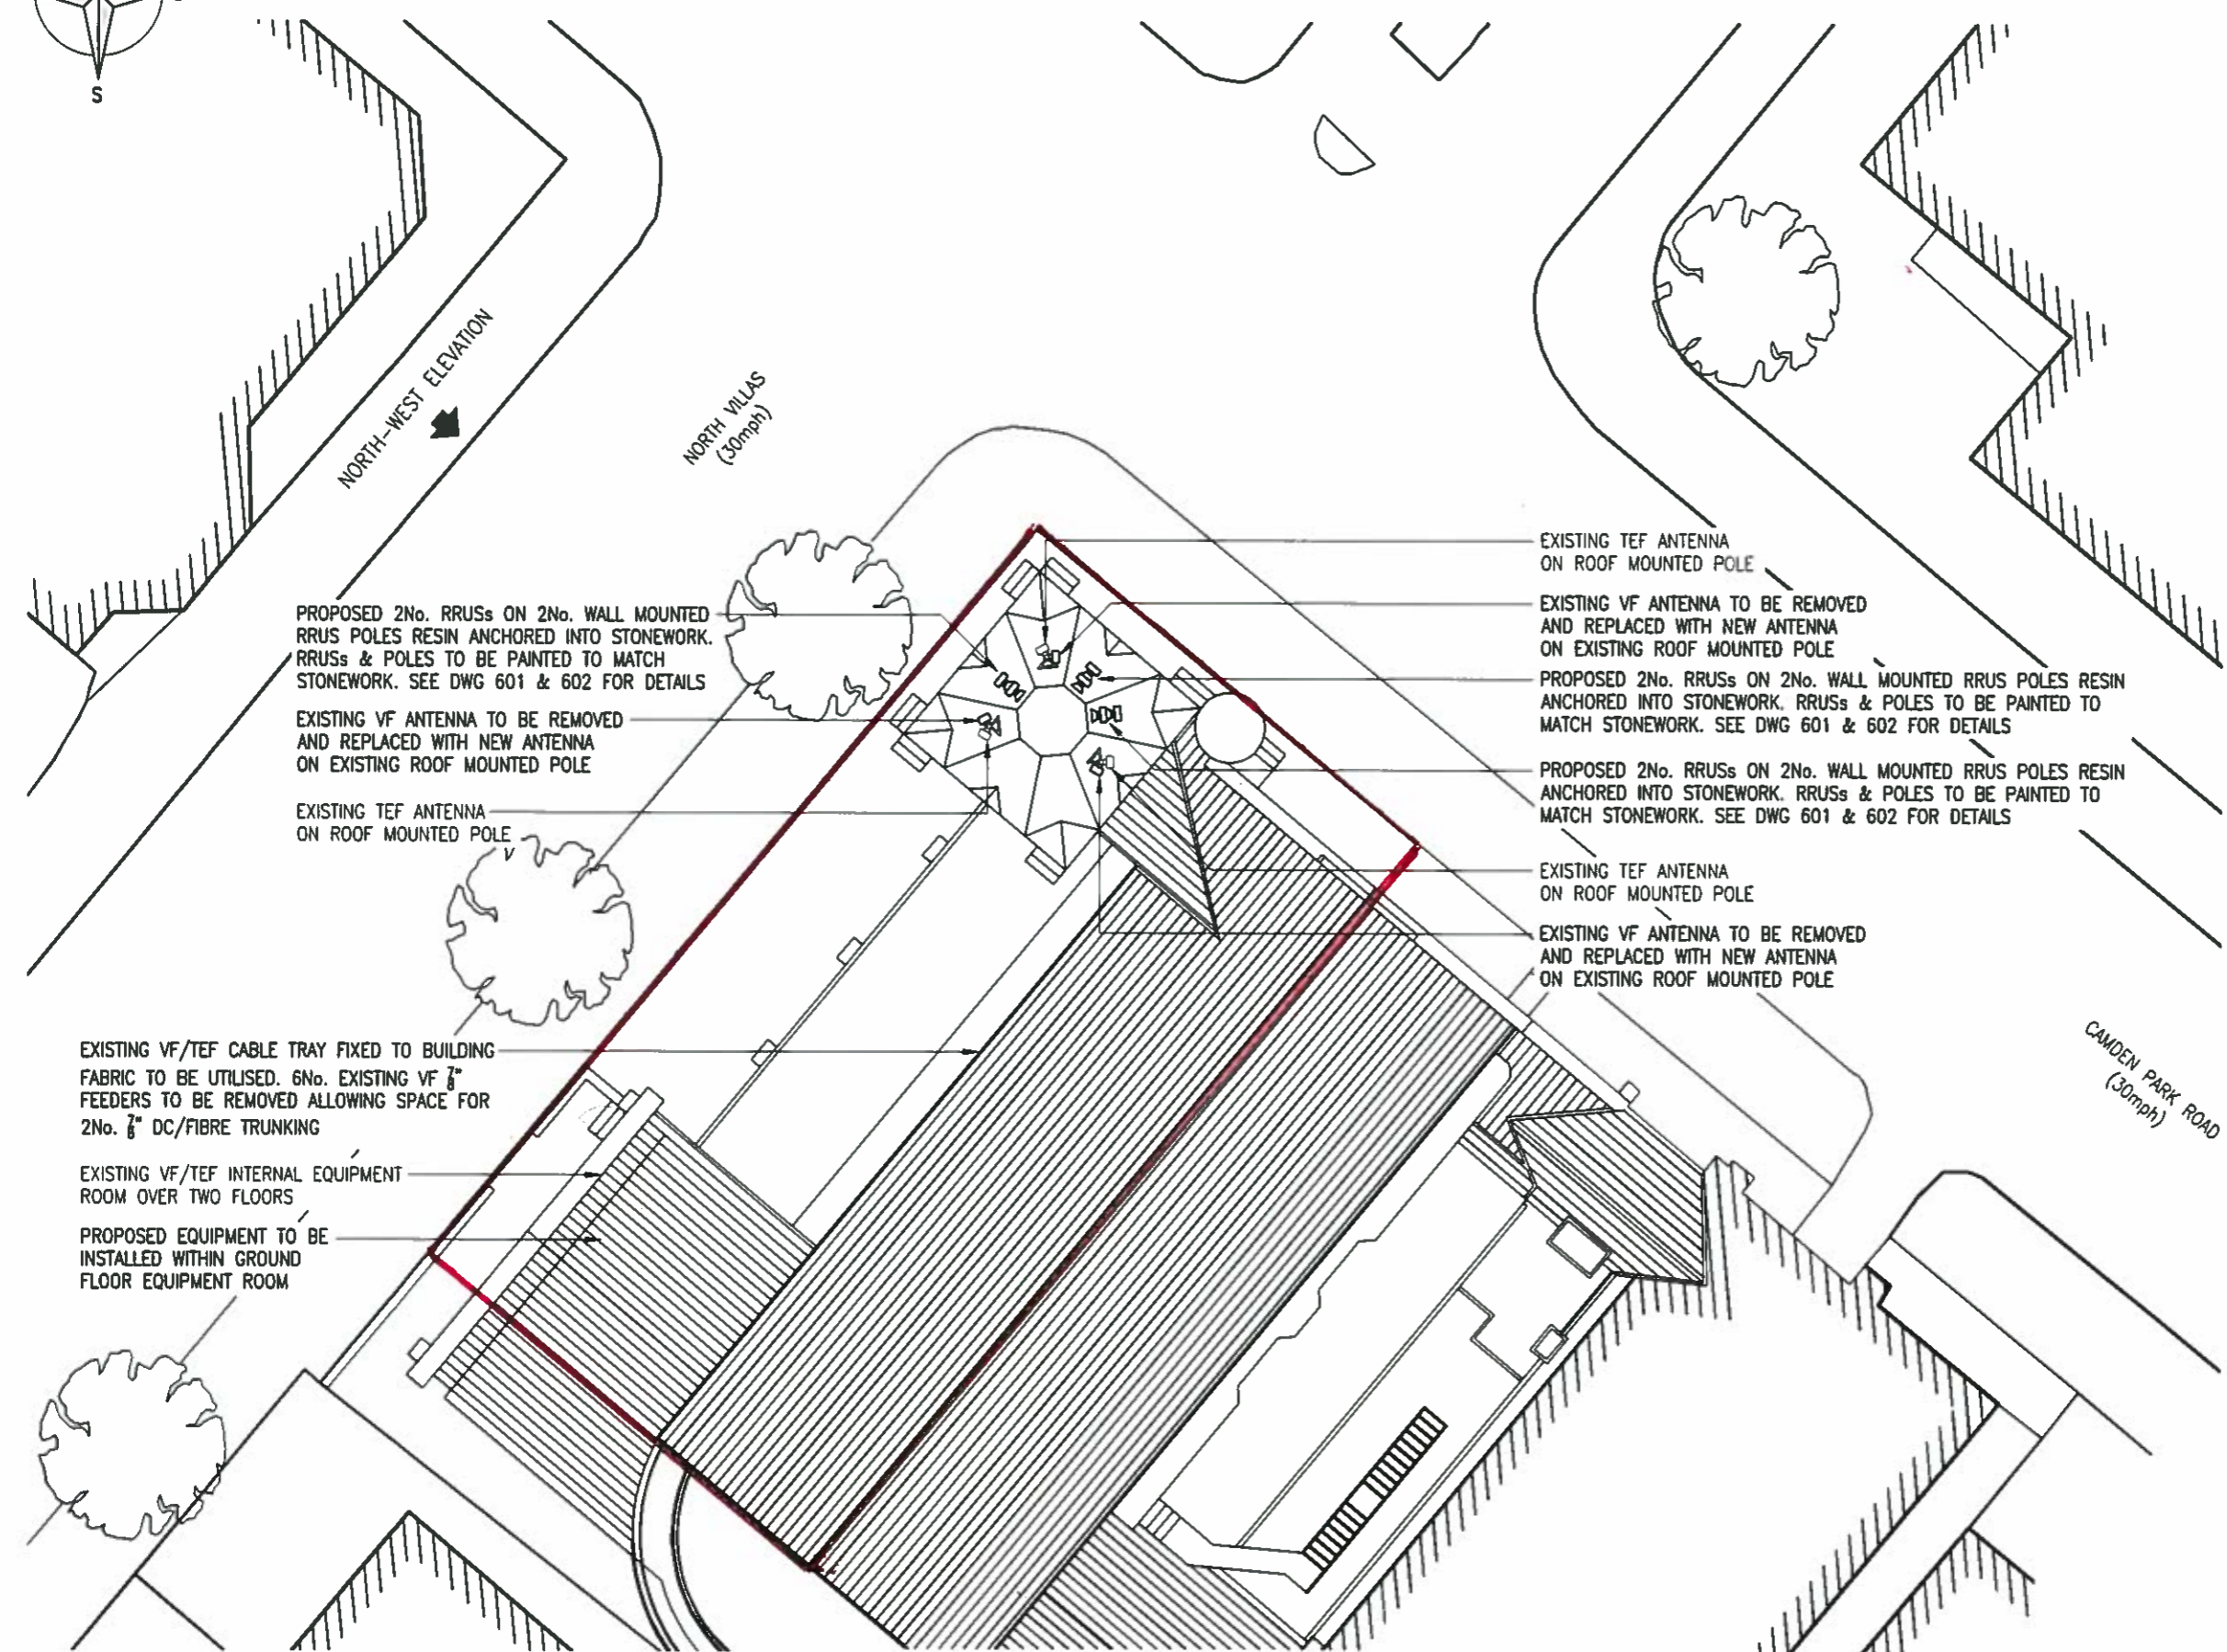 S
NORTH-WEST ELEVATION
NORTH VILLAS
(30mph)
PROPOSED 2No. RRUSs ON 2No. WALL MOUNTED
RRUS POLES RESIN ANCHORED INTO STONEWORK.
RRUSs & POLES TO BE PAINTED TO MATCH
STONEWORK. SEE DWG 601 & 602 FOR DETAILS
EXISTING VF ANTENNA TO BE REMOVED
AND REPLACED WITH NEW ANTENNA
ON EXISTING ROOF MOUNTED POLE
EXISTING TEF ANTENNA
ON ROOF MOUNTED POLE
EXISTING VF/TEF CABLE TRAY FIXED TO BUILDING
FABRIC TO BE UTILISED. 6No. EXISTING VF ⅞"
FEEDERS TO BE REMOVED ALLOWING SPACE FOR
2No. ⅞" DC/FIBRE TRUNKING
EXISTING VF/TEF INTERNAL EQUIPMENT
ROOM OVER TWO FLOORS
PROPOSED EQUIPMENT TO BE
INSTALLED WITHIN GROUND
FLOOR EQUIPMENT ROOM
EXISTING TEF ANTENNA
ON ROOF MOUNTED POLE
EXISTING VF ANTENNA TO BE REMOVED
AND REPLACED WITH NEW ANTENNA
ON EXISTING ROOF MOUNTED POLE
PROPOSED 2No. RRUSs ON 2No. WALL MOUNTED RRUS POLES RESIN
ANCHORED INTO STONEWORK. RRUSs & POLES TO BE PAINTED TO
MATCH STONEWORK. SEE DWG 601 & 602 FOR DETAILS
PROPOSED 2No. RRUSs ON 2No. WALL MOUNTED RRUS POLES RESIN
ANCHORED INTO STONEWORK. RRUSs & POLES TO BE PAINTED TO
MATCH STONEWORK. SEE DWG 601 & 602 FOR DETAILS
EXISTING TEF ANTENNA
ON ROOF MOUNTED POLE
EXISTING VF ANTENNA TO BE REMOVED
AND REPLACED WITH NEW ANTENNA
ON EXISTING ROOF MOUNTED POLE
CAMDEN PARK ROAD
(30mph)